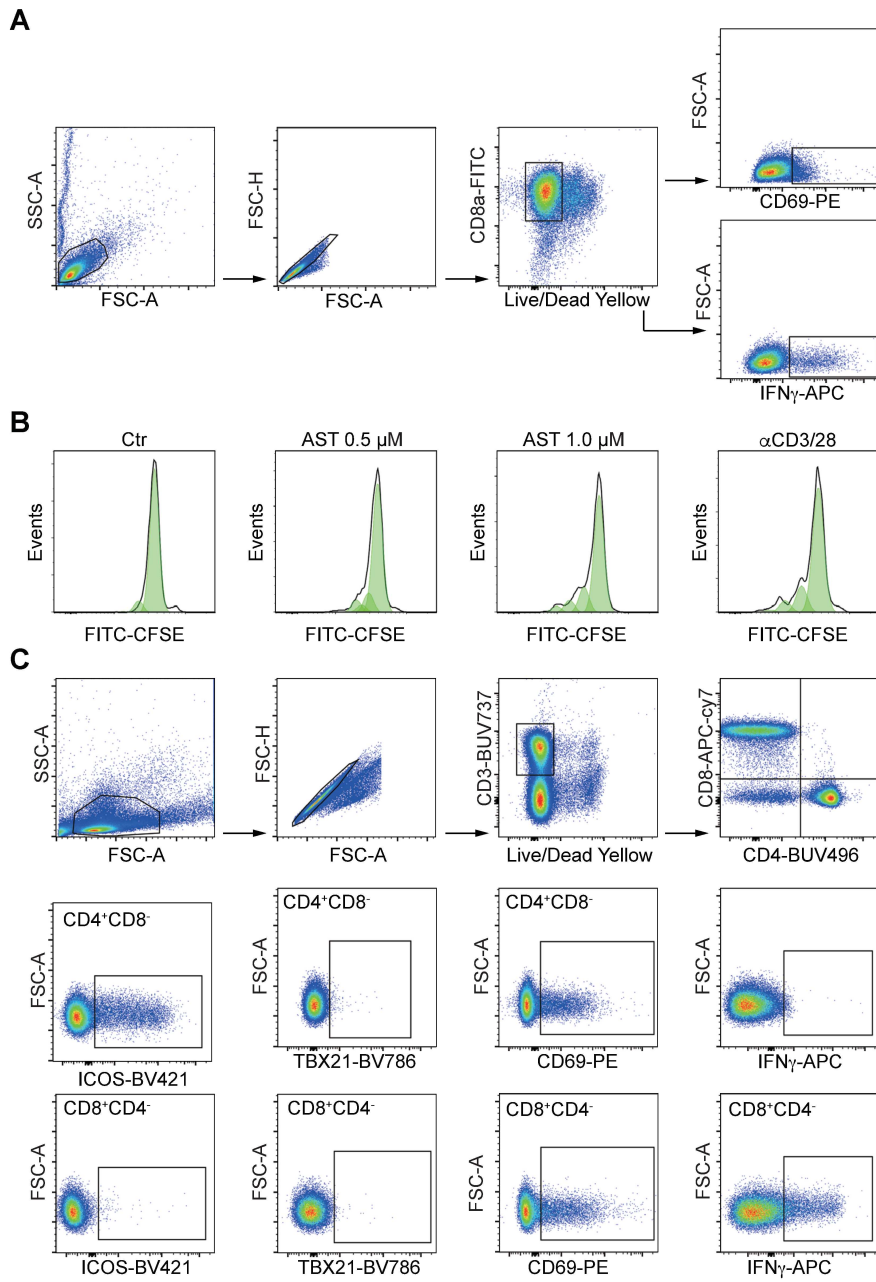 A
SSC-A
FSC-A
FSC-H
FSC-A
CD8a-FITC
Live/Dead Yellow
FSC-A
CD69-PE
FSC-A
IFNγ-APC
B
Ctr
Events
FITC-CFSE
AST 0.5 μM
Events
FITC-CFSE
AST 1.0 μM
Events
FITC-CFSE
αCD3/28
Events
FITC-CFSE
C
SSC-A
FSC-A
FSC-H
FSC-A
CD3-BUV737
Live/Dead Yellow
CD8-APC-cy7
CD4-BUV496
CD4⁺CD8⁻
FSC-A
ICOS-BV421
CD4⁺CD8⁻
FSC-A
TBX21-BV786
CD4⁺CD8⁻
FSC-A
CD69-PE
FSC-A
IFNγ-APC
CD8⁺CD4⁻
FSC-A
ICOS-BV421
CD8⁺CD4⁻
FSC-A
TBX21-BV786
CD8⁺CD4⁻
FSC-A
CD69-PE
CD8⁺CD4⁻
FSC-A
IFNγ-APC